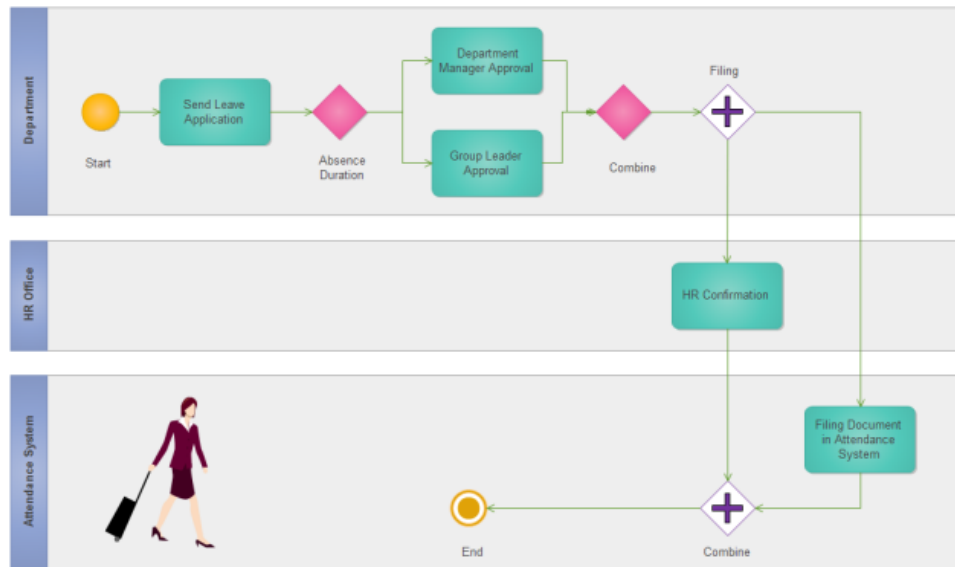 Department
Start
Send Leave
Application
Absence
Duration
Department
Manager Approval
Group Leader
Approval
Combine
Filing
HR Office
HR Confirmation
Attendance System
Filing Document
in Attendance
System
End
Combine